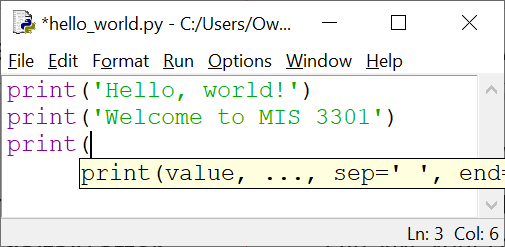 *hello_world.py - C:/Users/Ow...
File Edit Format Run Options Window Help
print('Hello, world!')
print('Welcome to MIS 3301')
print(
print(value, ..., sep=' ', end=
Ln: 3 Col: 6